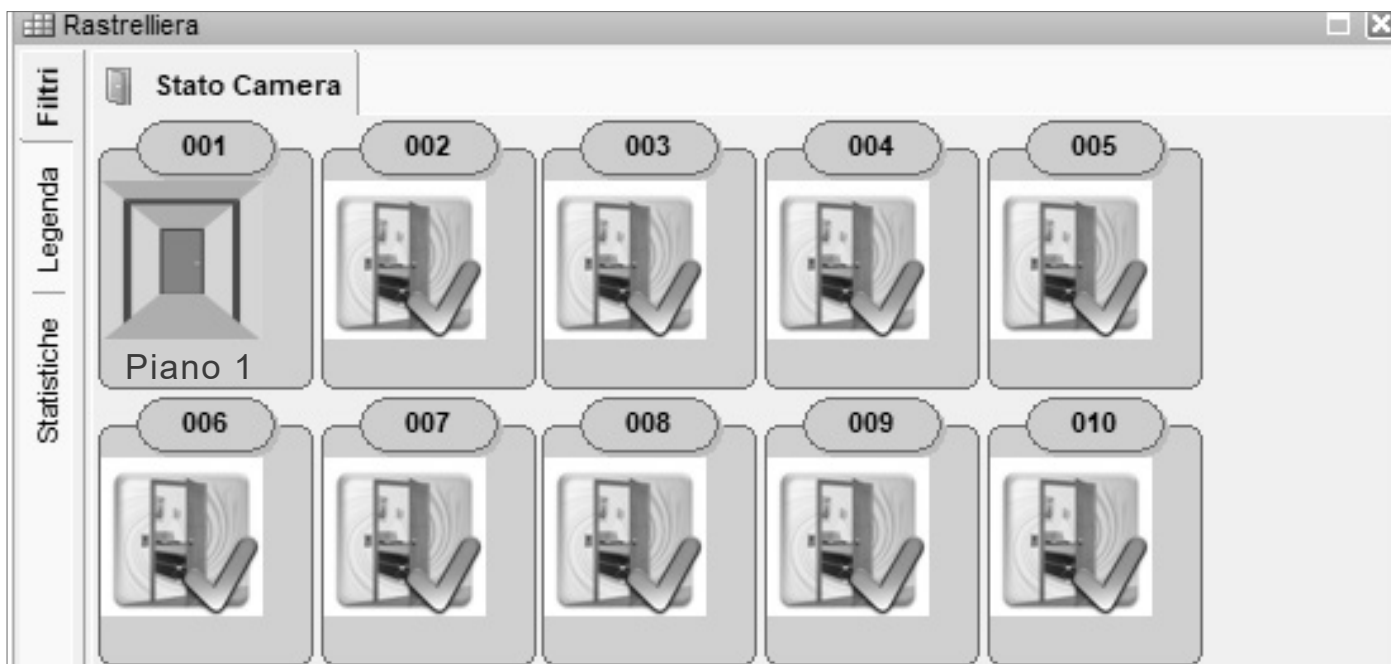 Rastrelliera
Filtri
Legenda
Statistiche
Stato Camera
001 002 003 004 005
Piano 1
006 007 008 009 010